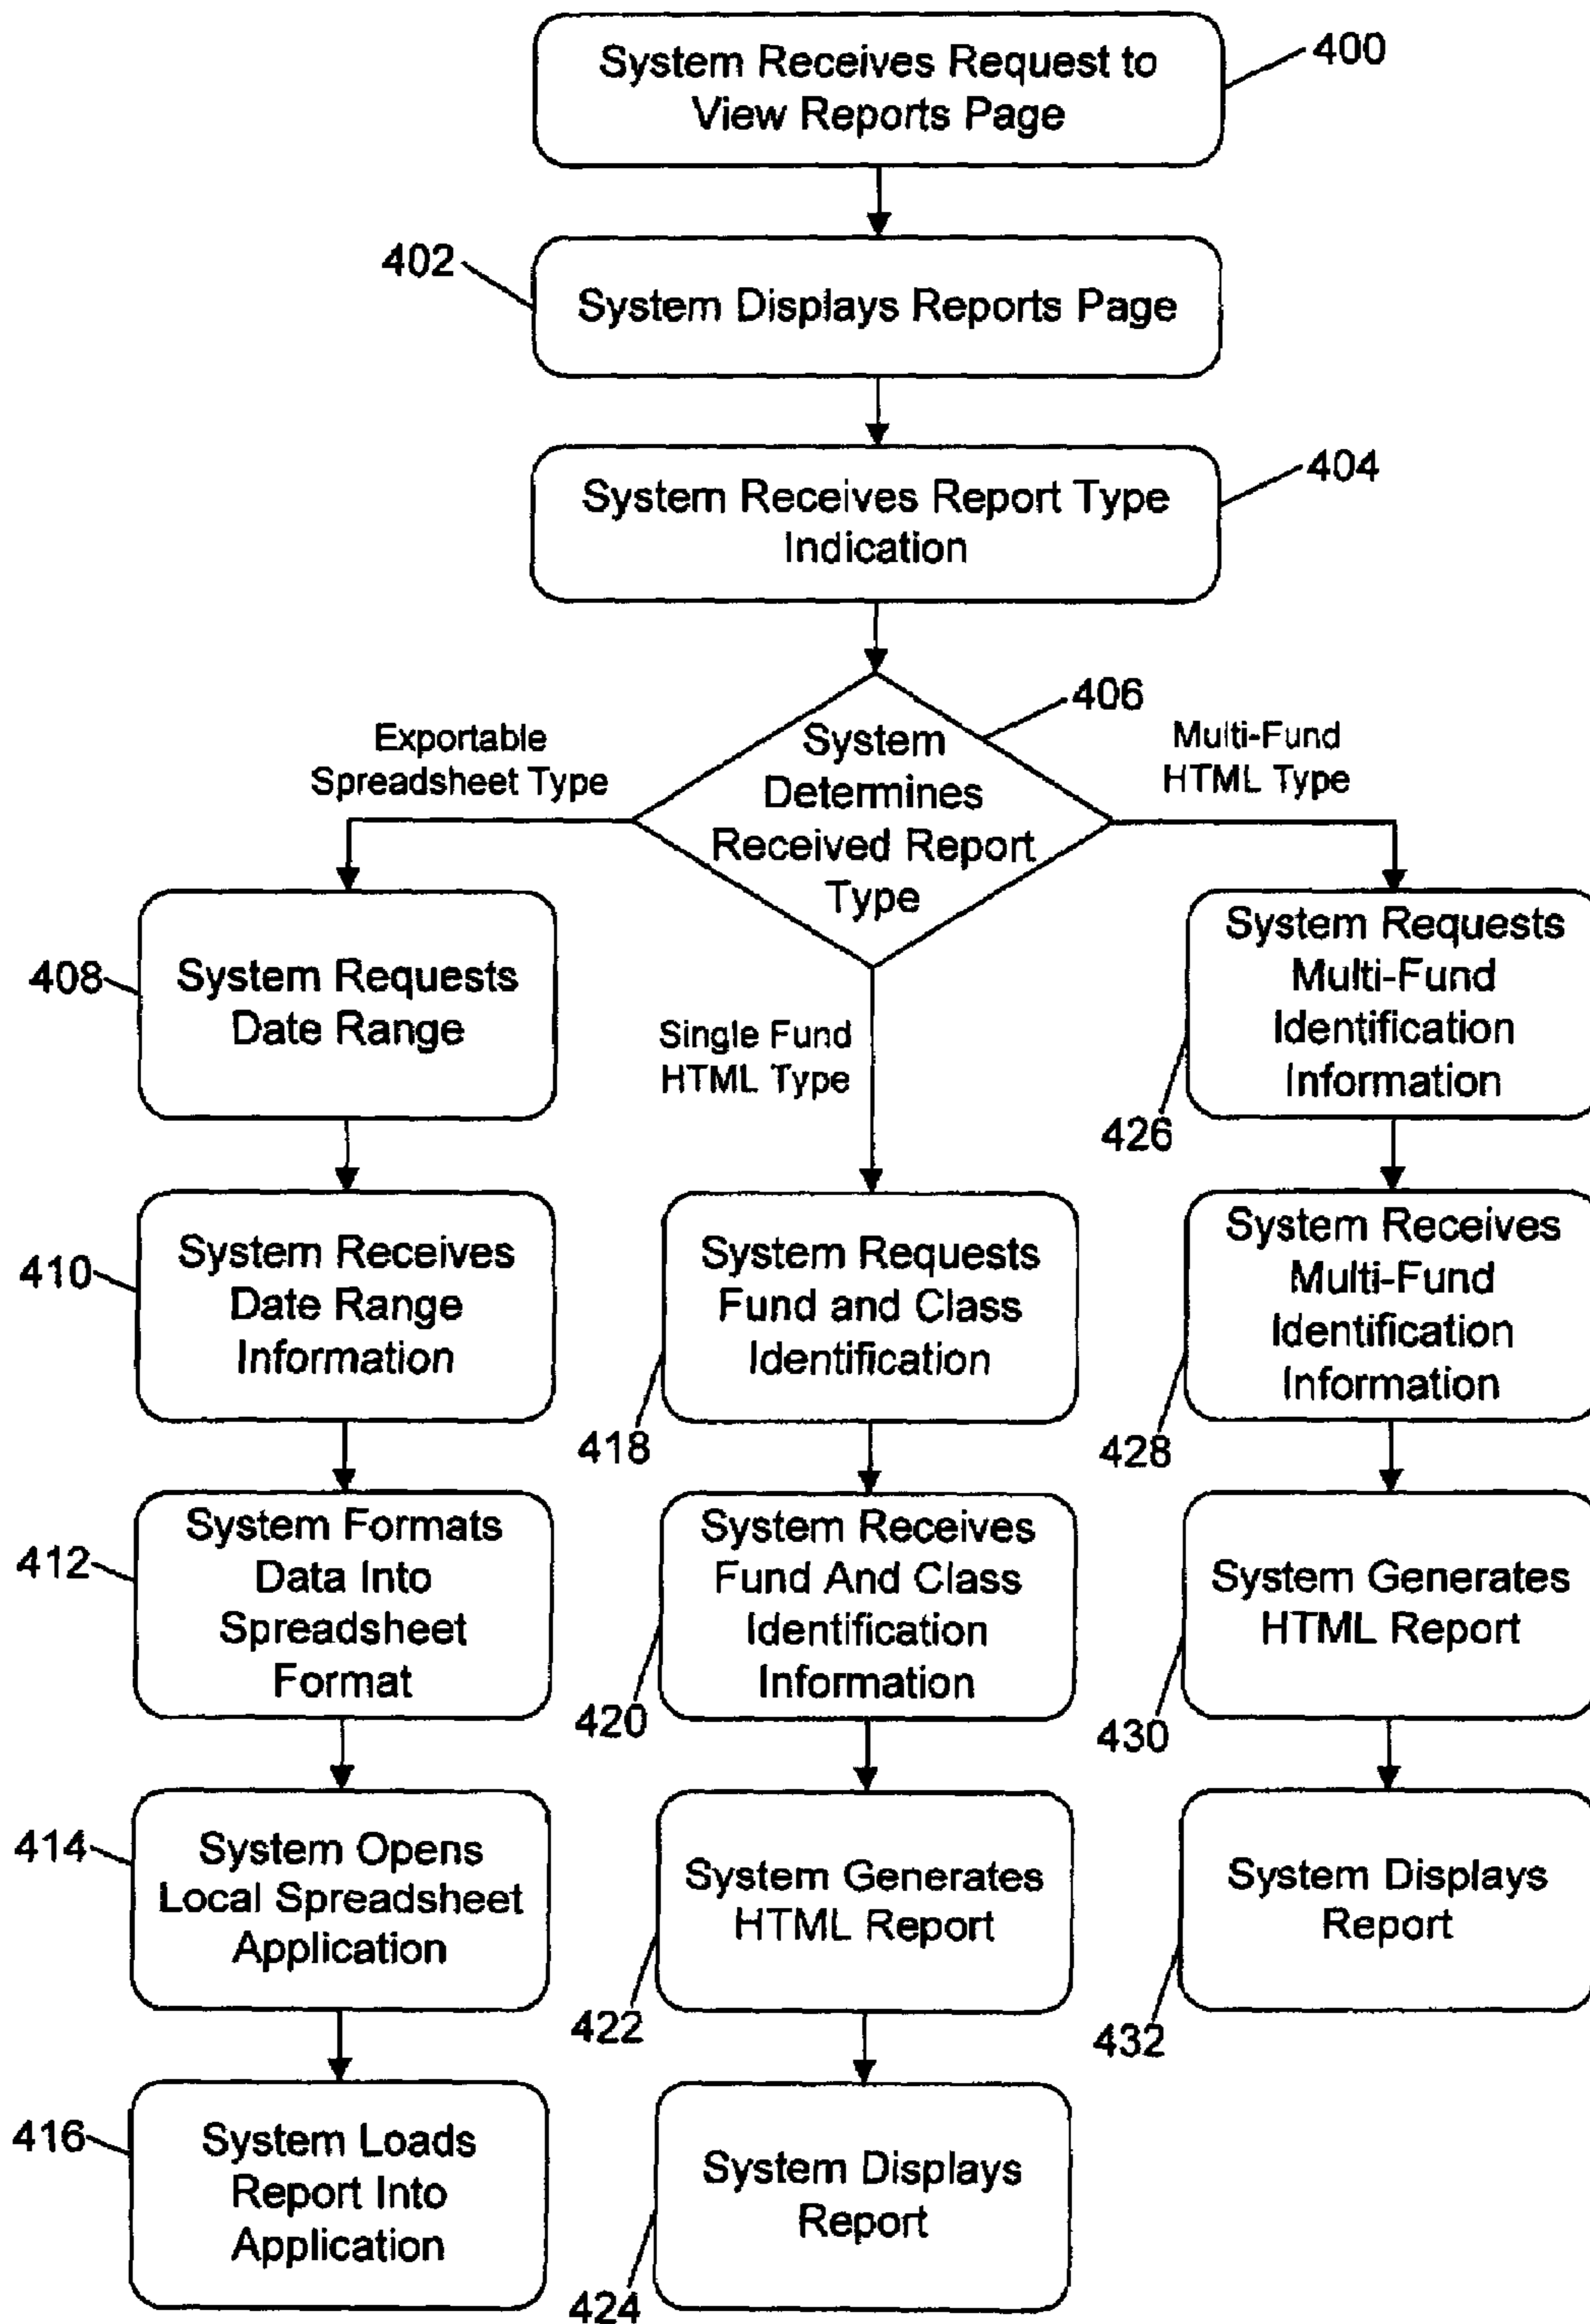 System Receives Request to
View Reports Page
400
402
System Displays Reports Page
System Receives Report Type
Indication
404
406
System
Determines
Received Report
Type
Exportable
Spreadsheet Type
Single Fund
HTML Type
Multi-Fund
HTML Type
408
System Requests
Date Range
410
System Receives
Date Range
Information
412
System Formats
Data Into
Spreadsheet
Format
414
System Opens
Local Spreadsheet
Application
416
System Loads
Report Into
Application
System Requests
Fund and Class
Identification
418
System Receives
Fund And Class
Identification
Information
420
System Generates
HTML Report
422
System Displays
Report
424
System Requests
Multi-Fund
Identification
Information
426
System Receives
Multi-Fund
Identification
Information
428
System Generates
HTML Report
430
System Displays
Report
432